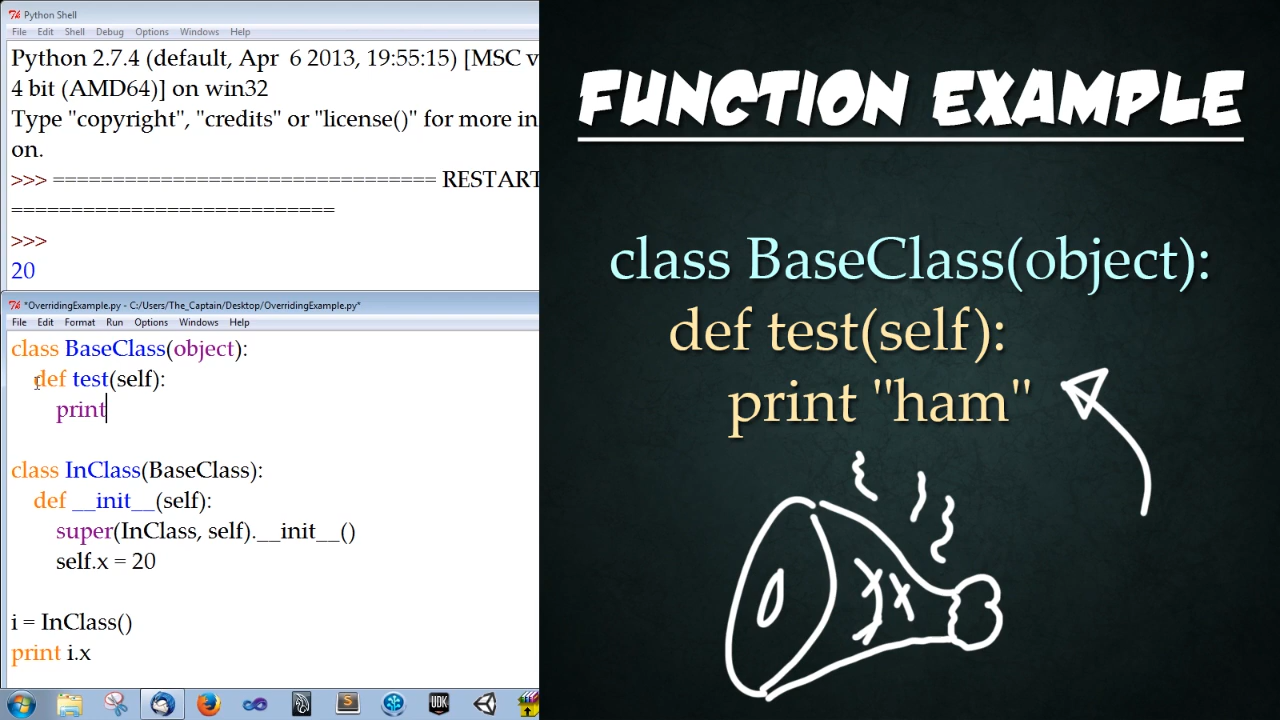 Python Shell
File Edit Shell Debug Options Windows Help
Python 2.7.4 (default, Apr  6 2013, 19:55:15) [MSC v
4 bit (AMD64)] on win32
Type "copyright", "credits" or "license()" for more in
on.
>>> ================================ RESTART
===========================
>>>
20
*OverridingExample.py - C:/Users/The_Captain/Desktop/OverridingExample.py*
File Edit Format Run Options Windows Help
class BaseClass(object):
def test(self):
print
class InClass(BaseClass):
def __init__(self):
super(InClass, self).__init__()
self.x = 20
i = InClass()
print i.x
UDK
FUNCTION EXAMPLE
class BaseClass(object):
def test(self):
print "ham"